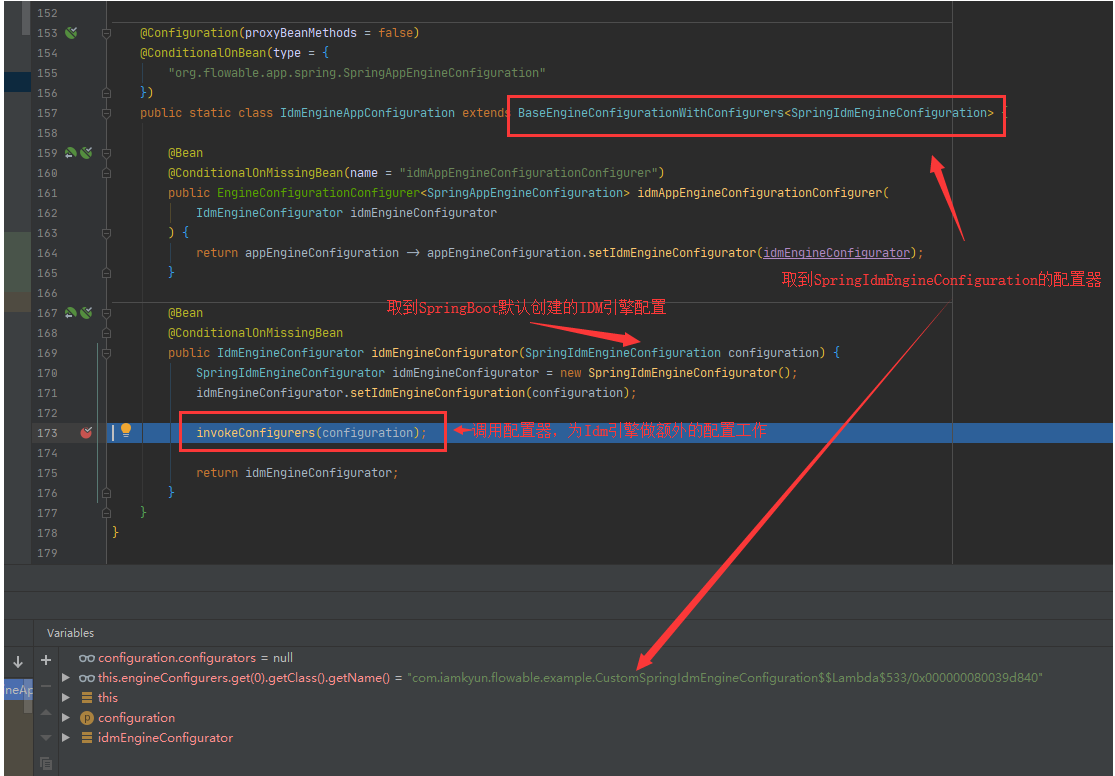 152
153 @Configuration(proxyBeanMethods = false)
154 @ConditionalOnBean(type = {
155 "org.flowable.app.spring.SpringAppEngineConfiguration"
156 })
157 public static class IdmEngineAppConfiguration extends BaseEngineConfigurationWithConfigurers<SpringIdmEngineConfiguration> {
158
159 @Bean
160 @ConditionalOnMissingBean(name = "idmAppEngineConfigurationConfigurer")
161 public EngineConfigurationConfigurer<SpringAppEngineConfiguration> idmAppEngineConfigurationConfigurer(
162 IdmEngineConfigurator idmEngineConfigurator
163 ) {
164 return appEngineConfiguration -> appEngineConfiguration.setIdmEngineConfigurator(idmEngineConfigurator);
165 }
取到SpringIdmEngineConfiguration的配置器
166
取到SpringBoot默认创建的IDM引擎配置
167 @Bean
168 @ConditionalOnMissingBean
169 public IdmEngineConfigurator idmEngineConfigurator(SpringIdmEngineConfiguration configuration) {
170 SpringIdmEngineConfigurator idmEngineConfigurator = new SpringIdmEngineConfigurator();
171 idmEngineConfigurator.setIdmEngineConfiguration(configuration);
172
173 invokeConfigurers(configuration); 调用配置器，为Idm引擎做额外的配置工作
174
175 return idmEngineConfigurator;
176 }
177 }
178 }
179
Variables
configuration.configurators = null
this.engineConfigurers.get(0).getClass().getName() = "com.iamkyun.flowable.example.CustomSpringIdmEngineConfiguration$$Lambda$533/0x000000080039d840"
ineAp
this
p configuration
idmEngineConfigurator